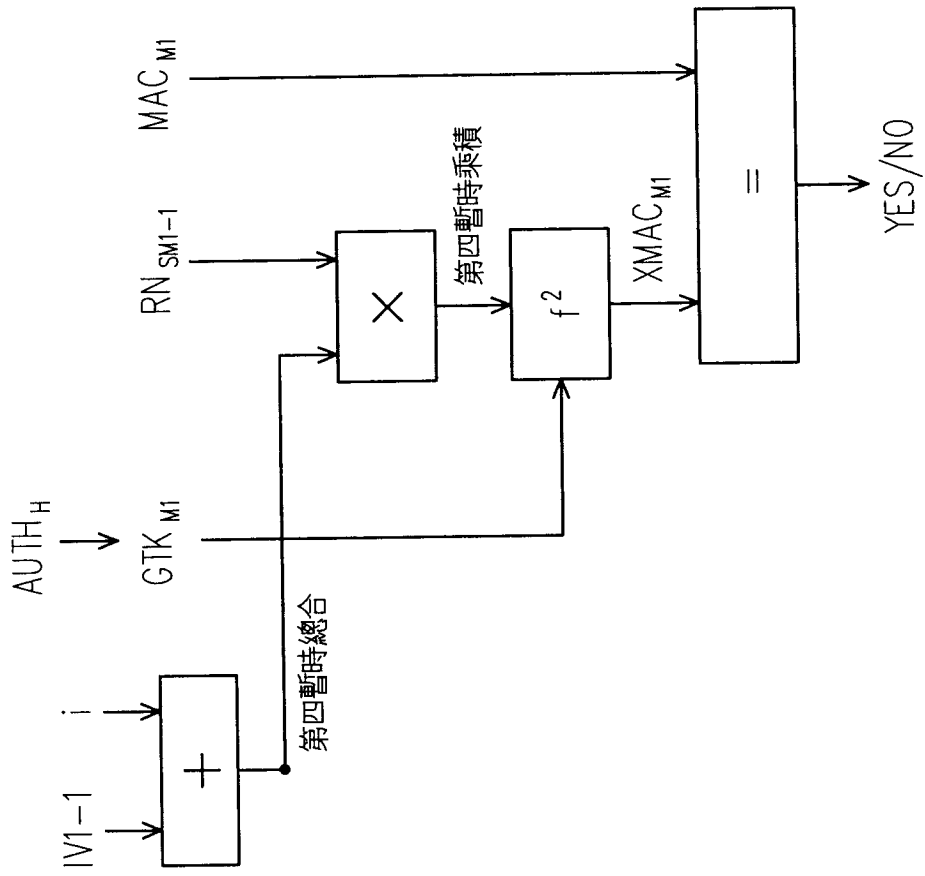 IV1-1
i
+
第四暫時總合
AUTH_H
GTK_M1
RN_SM1-1
×
第四暫時乘積
f²
XMAC_M1
MAC_M1
=
YES/NO